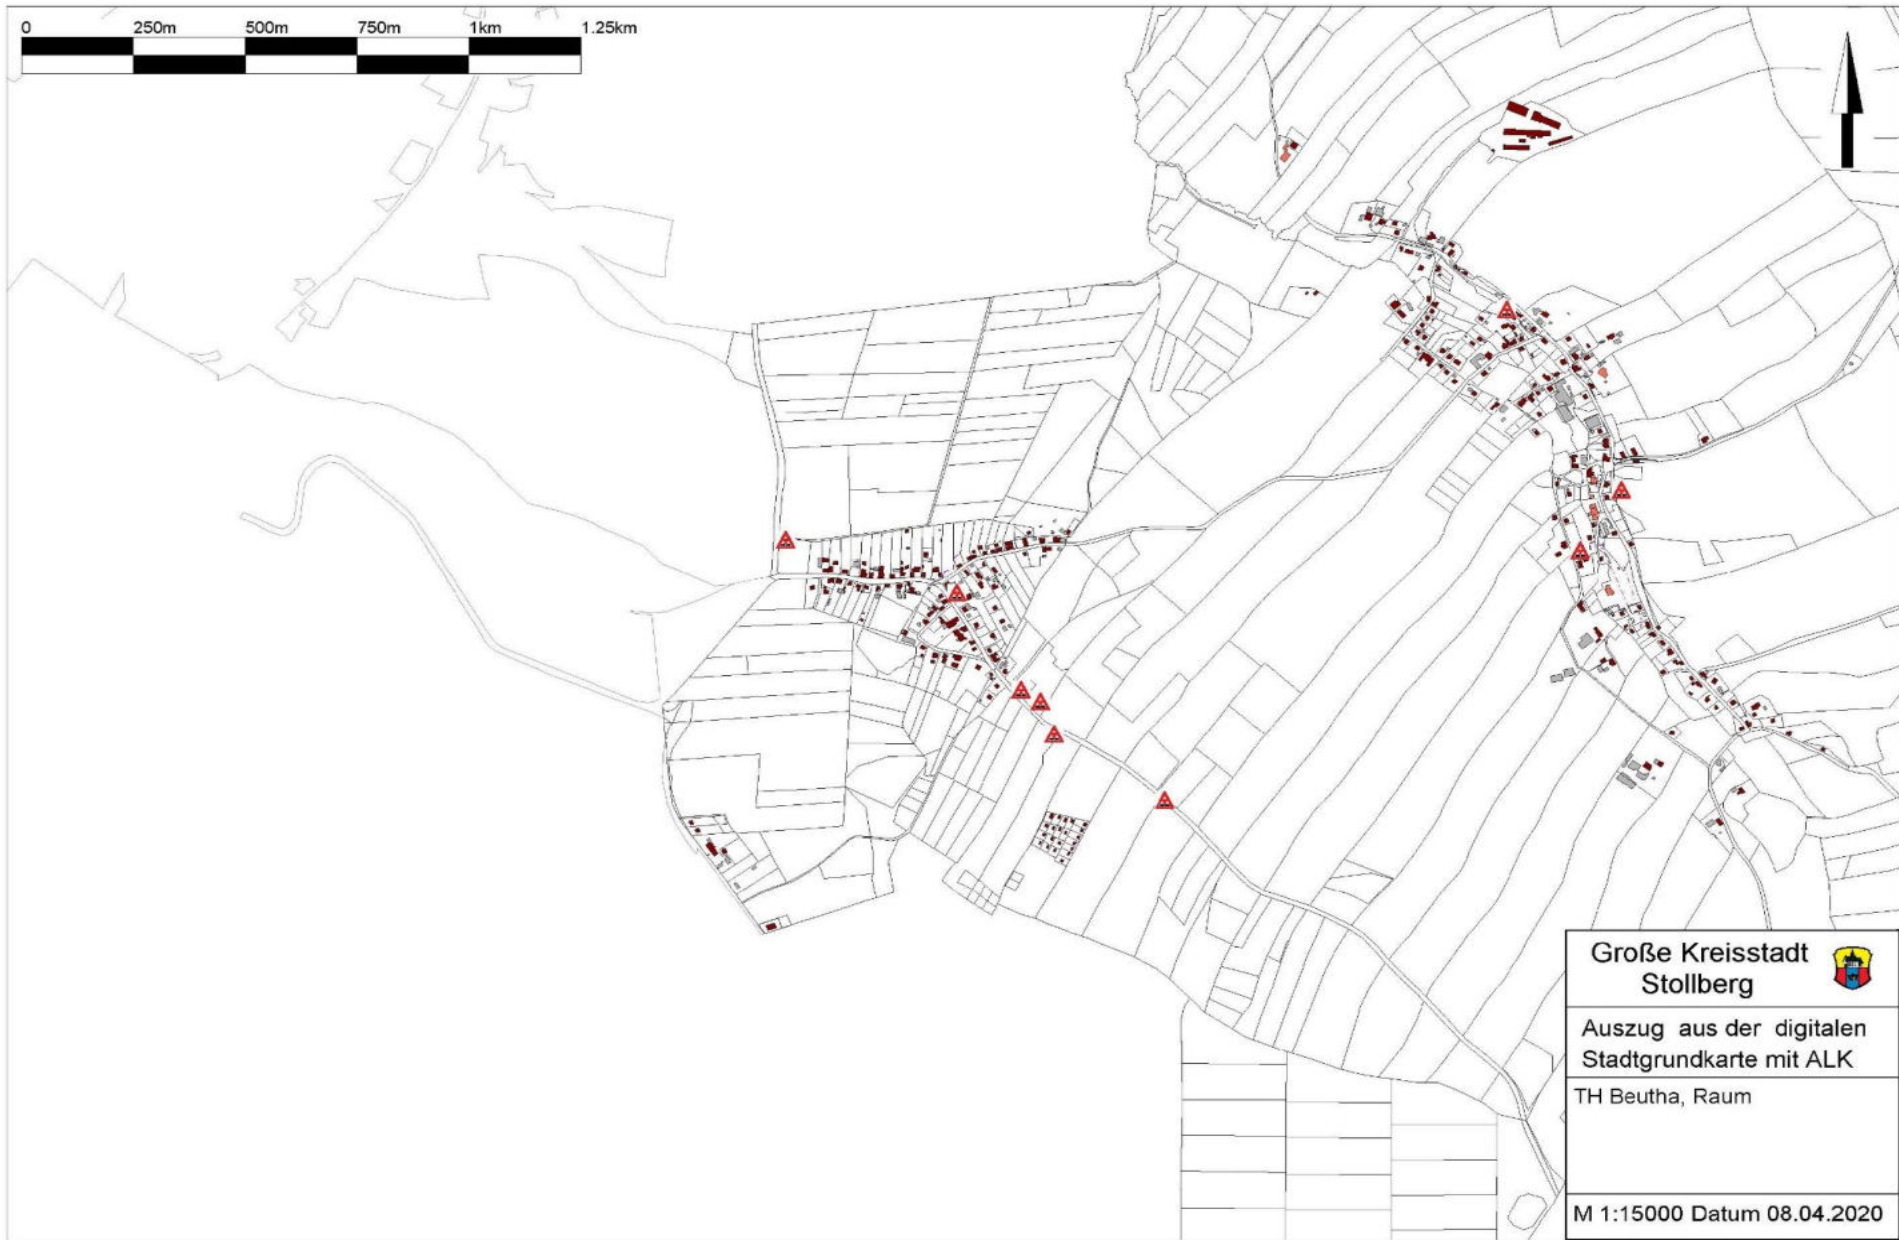 0 250m 500m 750m 1km 1.25km
Große Kreisstadt
Stollberg
Auszug aus der digitalen
Stadtgrundkarte mit ALK
TH Beutha, Raum
M 1:15000 Datum 08.04.2020